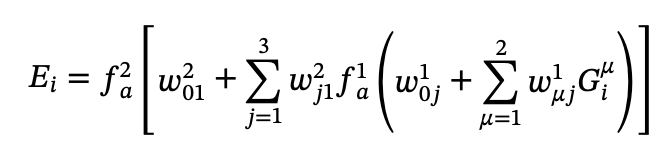 $E_i = f_a^2 \left[ w_{01}^2 + \sum_{j=1}^{3} w_{j1}^2 f_a^1 \left( w_{0j}^1 + \sum_{\mu=1}^{2} w_{\mu j}^1 G_i^{\mu} \right) \right]$